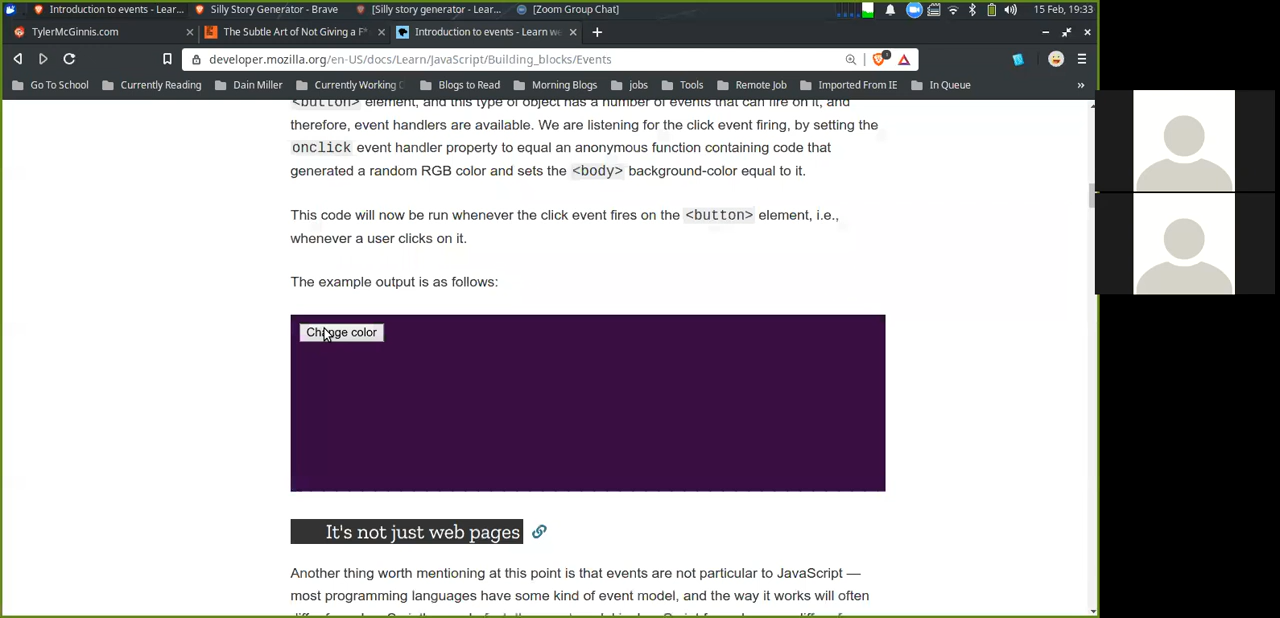 Introduction to events - Lear...
Silly Story Generator - Brave
[Silly story generator - Lear...
[Zoom Group Chat]
15 Feb, 19:33
TylerMcGinnis.com
The Subtle Art of Not Giving a F*
Introduction to events - Learn we
developer.mozilla.org/en-US/docs/Learn/JavaScript/Building_blocks/Events
Go To School
Currently Reading
Dain Miller
Currently Working
Blogs to Read
Morning Blogs
jobs
Tools
Remote Job
Imported From IE
In Queue
<button> element, and this type of object has a number of events that can fire on it, and
therefore, event handlers are available. We are listening for the click event firing, by setting the
onclick event handler property to equal an anonymous function containing code that
generated a random RGB color and sets the <body> background-color equal to it.
This code will now be run whenever the click event fires on the <button> element, i.e.,
whenever a user clicks on it.
The example output is as follows:
Change color
It's not just web pages
Another thing worth mentioning at this point is that events are not particular to JavaScript —
most programming languages have some kind of event model, and the way it works will often